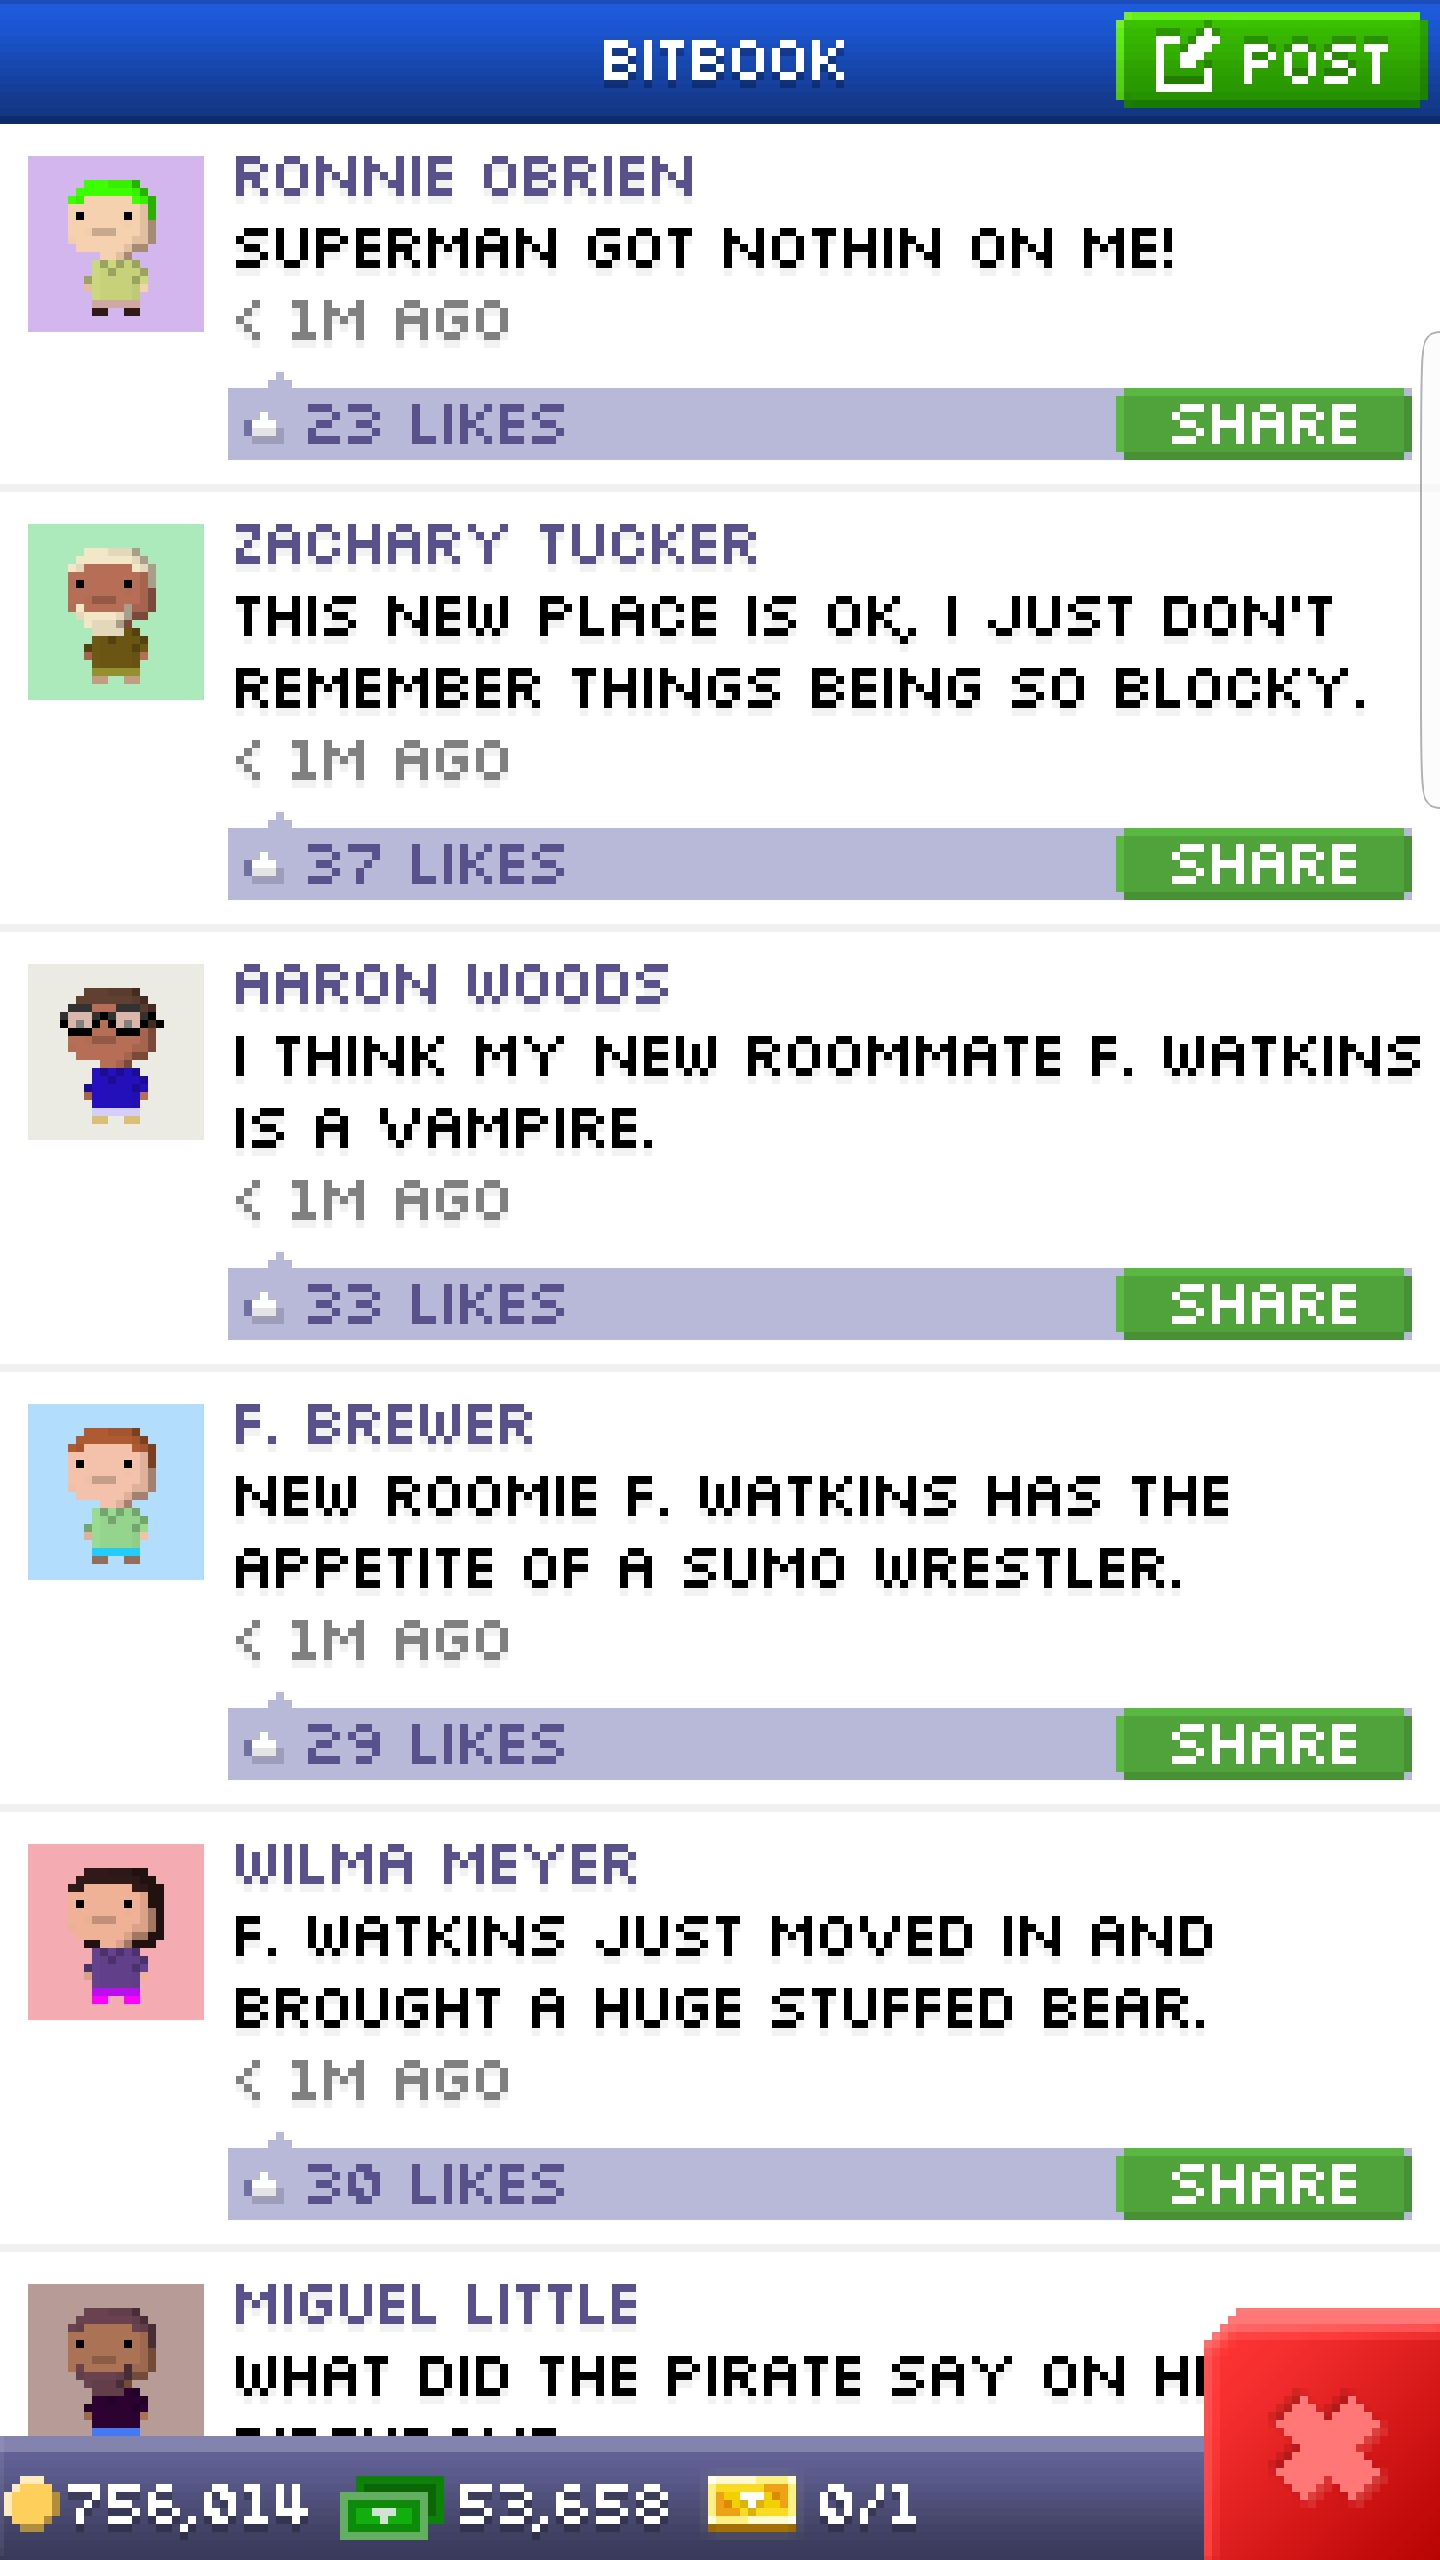 BITBOOK
POST
RONNIE OBRIEN
SUPERMAN GOT NOTHIN ON ME!
< 1M AGO
23 LIKES
SHARE
ZACHARY TUCKER
THIS NEW PLACE IS OK, I JUST DON'T
REMEMBER THINGS BEING SO BLOCKY.
< 1M AGO
37 LIKES
SHARE
AARON WOODS
I THINK MY NEW ROOMMATE F. WATKINS
IS A VAMPIRE.
< 1M AGO
33 LIKES
SHARE
F. BREWER
NEW ROOMIE F. WATKINS HAS THE
APPETITE OF A SUMO WRESTLER.
< 1M AGO
29 LIKES
SHARE
WILMA MEYER
F. WATKINS JUST MOVED IN AND
BROUGHT A HUGE STUFFED BEAR.
< 1M AGO
30 LIKES
SHARE
MIGUEL LITTLE
WHAT DID THE PIRATE SAY ON
756,014
53,658
0/1